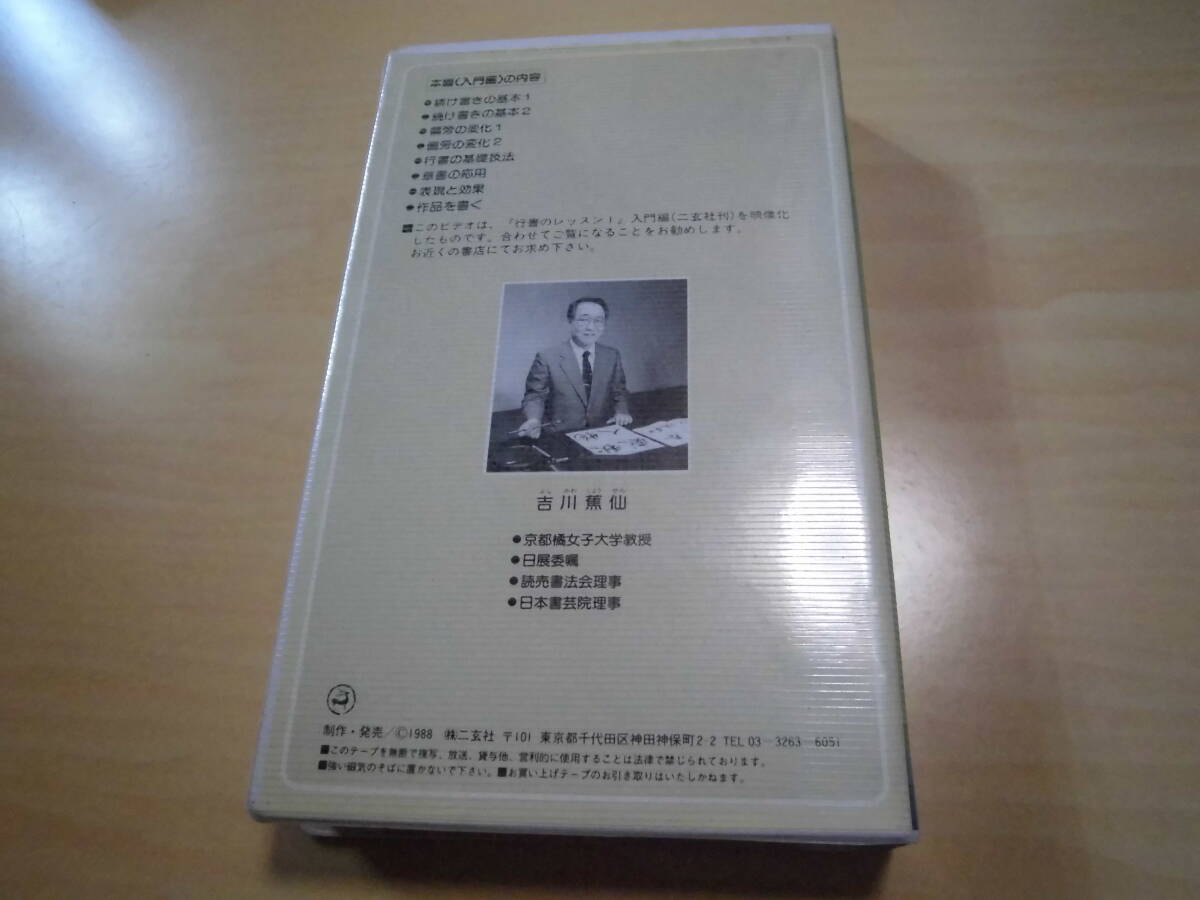 本巻(入門編)の内容
●続け書きの基本1
●続け書きの基本2
●偏旁の変化1
●偏旁の変化2
●行書の基礎技法
●草書の応用
●表現と効果
●作品を書く
■このビデオは、『行書のレッスン1』入門編(二玄社刊)を映像化
したものです。合わせてご覧になることをお勧めします。
お近くの書店にてお求め下さい。
よし かわ しょう せん
吉川蕉仙
●京都橘女子大学教授
●日展委嘱
●読売書法会理事
●日本書芸院理事
制作・発売/©1988 ㈱二玄社 〒101 東京都千代田区神田神保町2-2 TEL 03-3263-6051
■このテープを無断で複写、放送、貸与他、営利的に使用することは法律で禁じられております。
■強い磁気のそばに置かないで下さい。■お買い上げテープのお引き取りはいたしかねます。